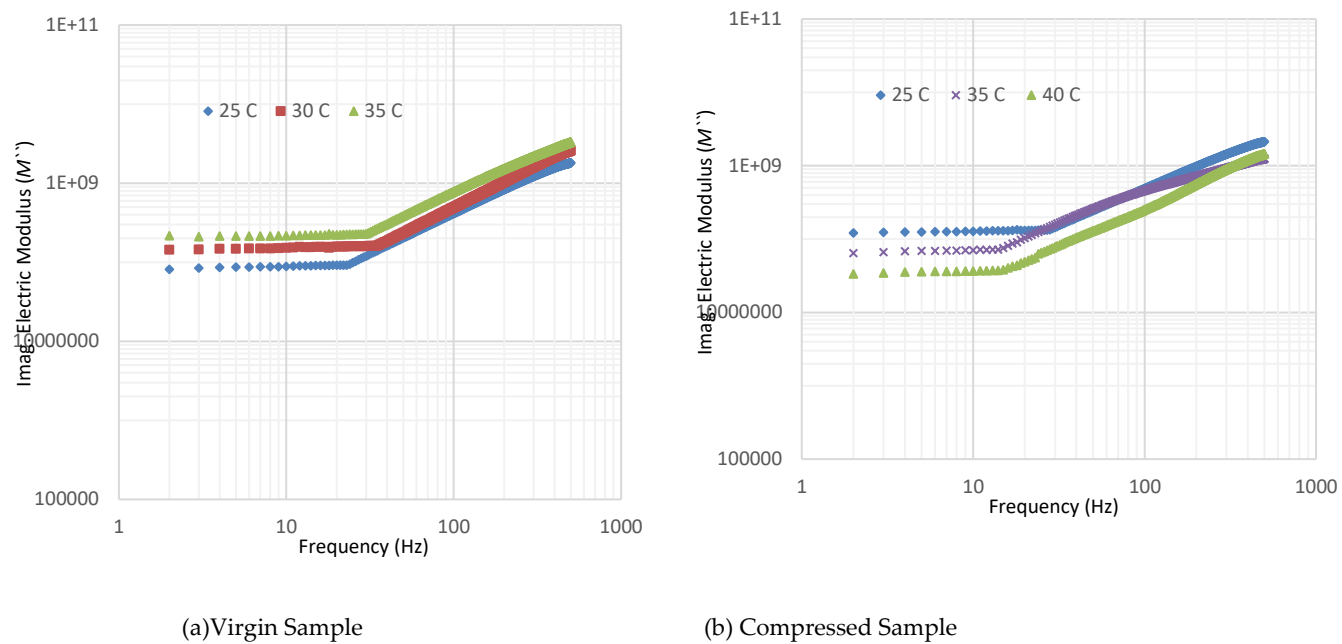 1E+11
1E+09
10000000
100000
1
10
100
1000
Imag.Electric Modulus (M``)
Frequency (Hz)
25 C
30 C
35 C
(a)Virgin Sample
1E+11
1E+09
10000000
100000
1
10
100
1000
Imag.Electric Modulus (M``)
Frequency (Hz)
25 C
35 C
40 C
(b) Compressed Sample